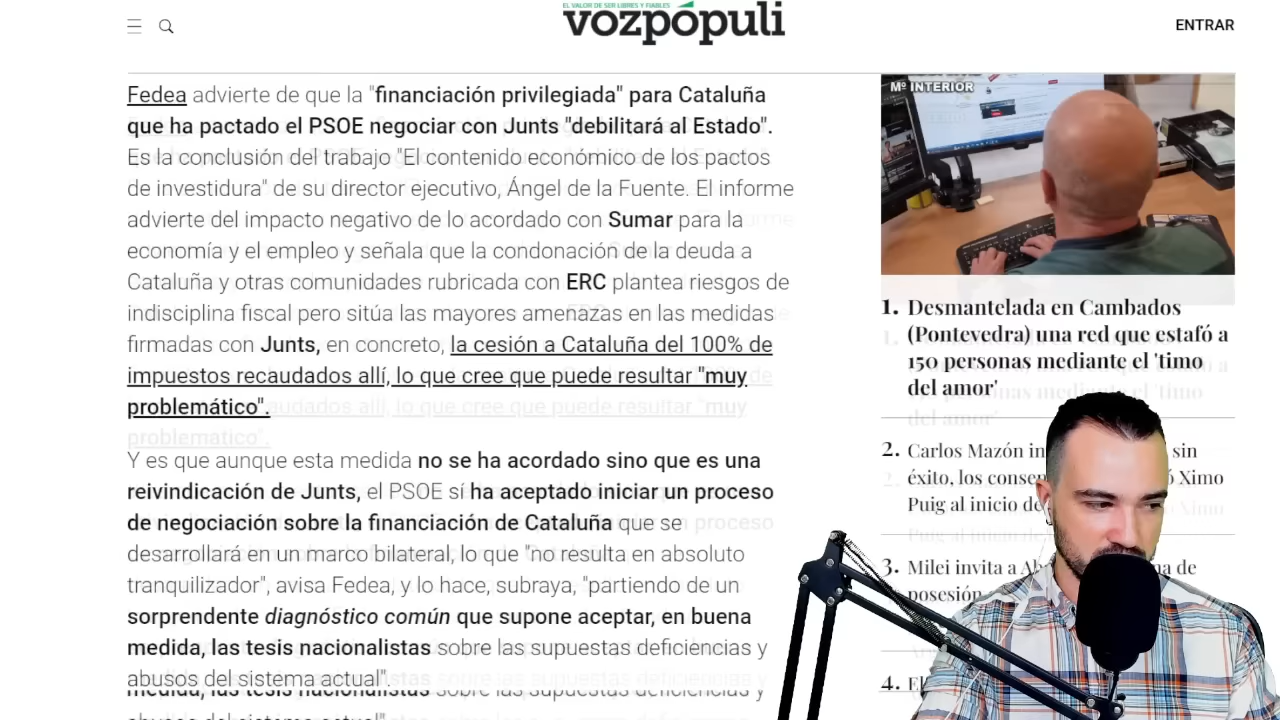 EL VALOR DE SER LIBRES Y FIABLES
vozpópuli
ENTRAR
Fedea advierte de que la "financiación privilegiada" para Cataluña
que ha pactado el PSOE negociar con Junts "debilitará al Estado".
Es la conclusión del trabajo "El contenido económico de los pactos
de investidura" de su director ejecutivo, Ángel de la Fuente. El informe
advierte del impacto negativo de lo acordado con Sumar para la
economía y el empleo y señala que la condonación de la deuda a
Cataluña y otras comunidades rubricada con ERC plantea riesgos de
indisciplina fiscal pero sitúa las mayores amenazas en las medidas
firmadas con Junts, en concreto, la cesión a Cataluña del 100% de
impuestos recaudados allí, lo que cree que puede resultar "muy
problemático".
Y es que aunque esta medida no se ha acordado sino que es una
reivindicación de Junts, el PSOE sí ha aceptado iniciar un proceso
de negociación sobre la financiación de Cataluña que se
desarrollará en un marco bilateral, lo que "no resulta en absoluto
tranquilizador", avisa Fedea, y lo hace, subraya, "partiendo de un
sorprendente diagnóstico común que supone aceptar, en buena
medida, las tesis nacionalistas sobre las supuestas deficiencias y
abusos del sistema actual".
Mº INTERIOR
1. Desmantelada en Cambados
(Pontevedra) una red que estafó a
150 personas mediante el 'timo
del amor'
2. Carlos Mazón in sin
éxito, los conse Ximo
Puig al inicio de
3. Milei invita a de
posesión
4.